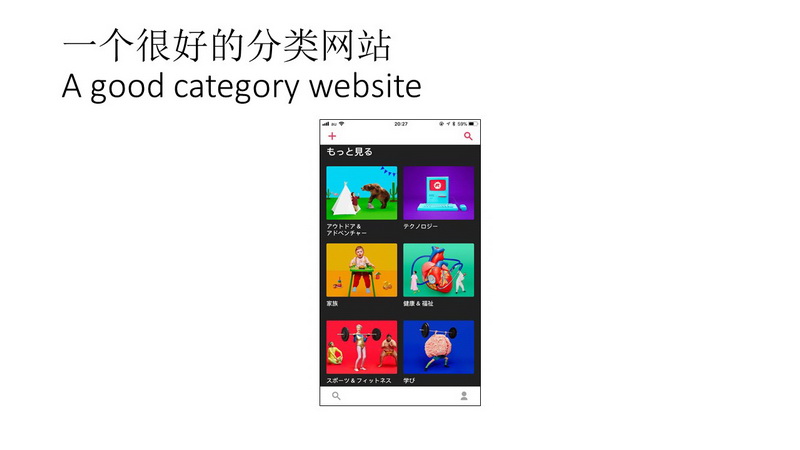 一个很好的分类网站
A good category website
au 20:27 59%
もっと見る
アウトドア &
アドベンチャー
テクノロジー
家族
健康 & 福祉
スポーツ & フィットネス
学び